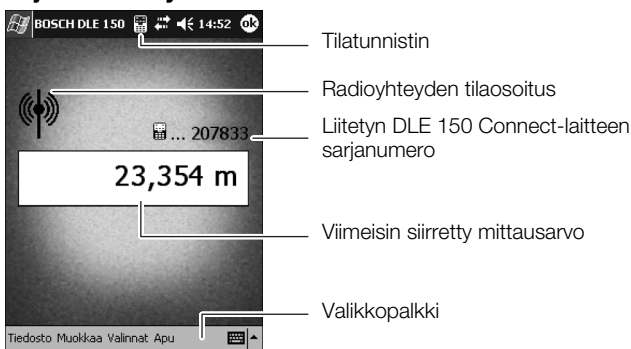 BOSCH DLE 150 14:52 ok
Tilatunnistin
Radioyhteyden tilaosoitus
... 207833
Liitetyn DLE 150 Connect-laitteen
sarjanumero
23,354 m
Viimeisin siirretty mittausarvo
Valikkopalkki
Tiedosto Muokkaa Valinnat Apu